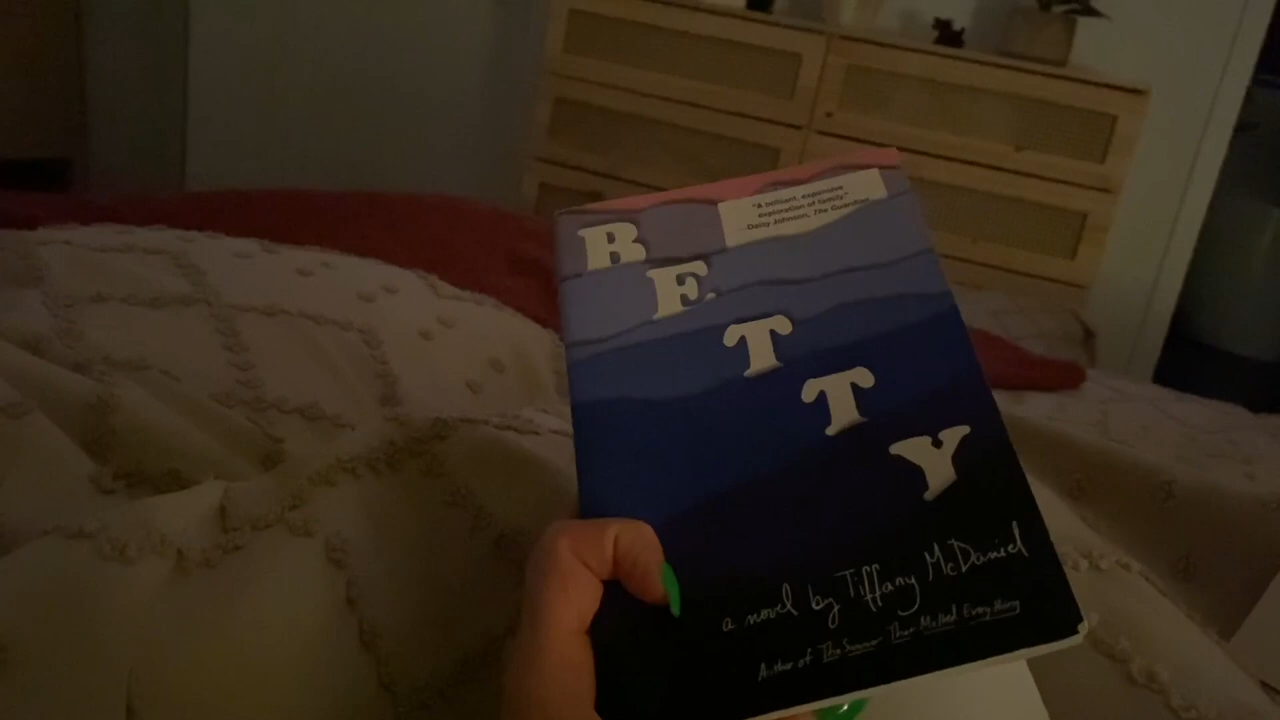 "A brilliant, expansive
exploration of family."
—Daisy Johnson, The Guardian
BETTY
a novel by Tiffany McDaniel
Author of The Summer That Melted Everything